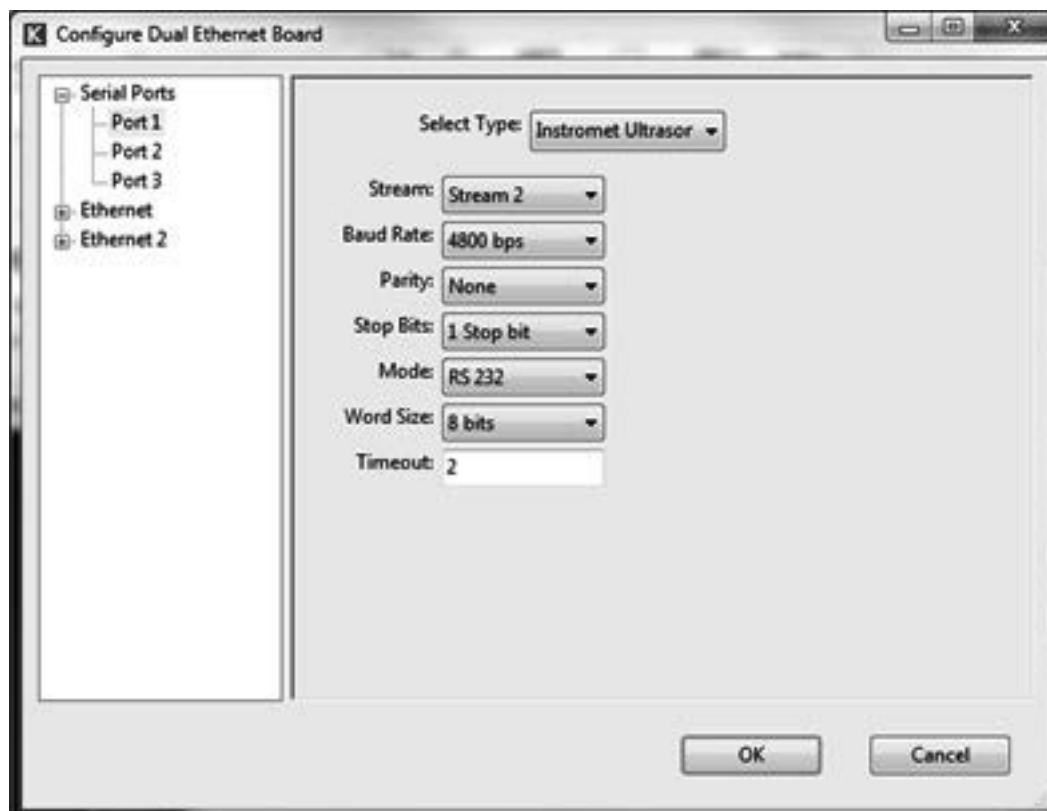 K Configure Dual Ethernet Board
Serial Ports
Port 1
Port 2
Port 3
Ethernet
Ethernet 2
Select Type: Instromet Ultrasor
Stream: Stream 2
Baud Rate: 4800 bps
Parity: None
Stop Bits: 1 Stop bit
Mode: RS 232
Word Size: 8 bits
Timeout: 2
OK
Cancel